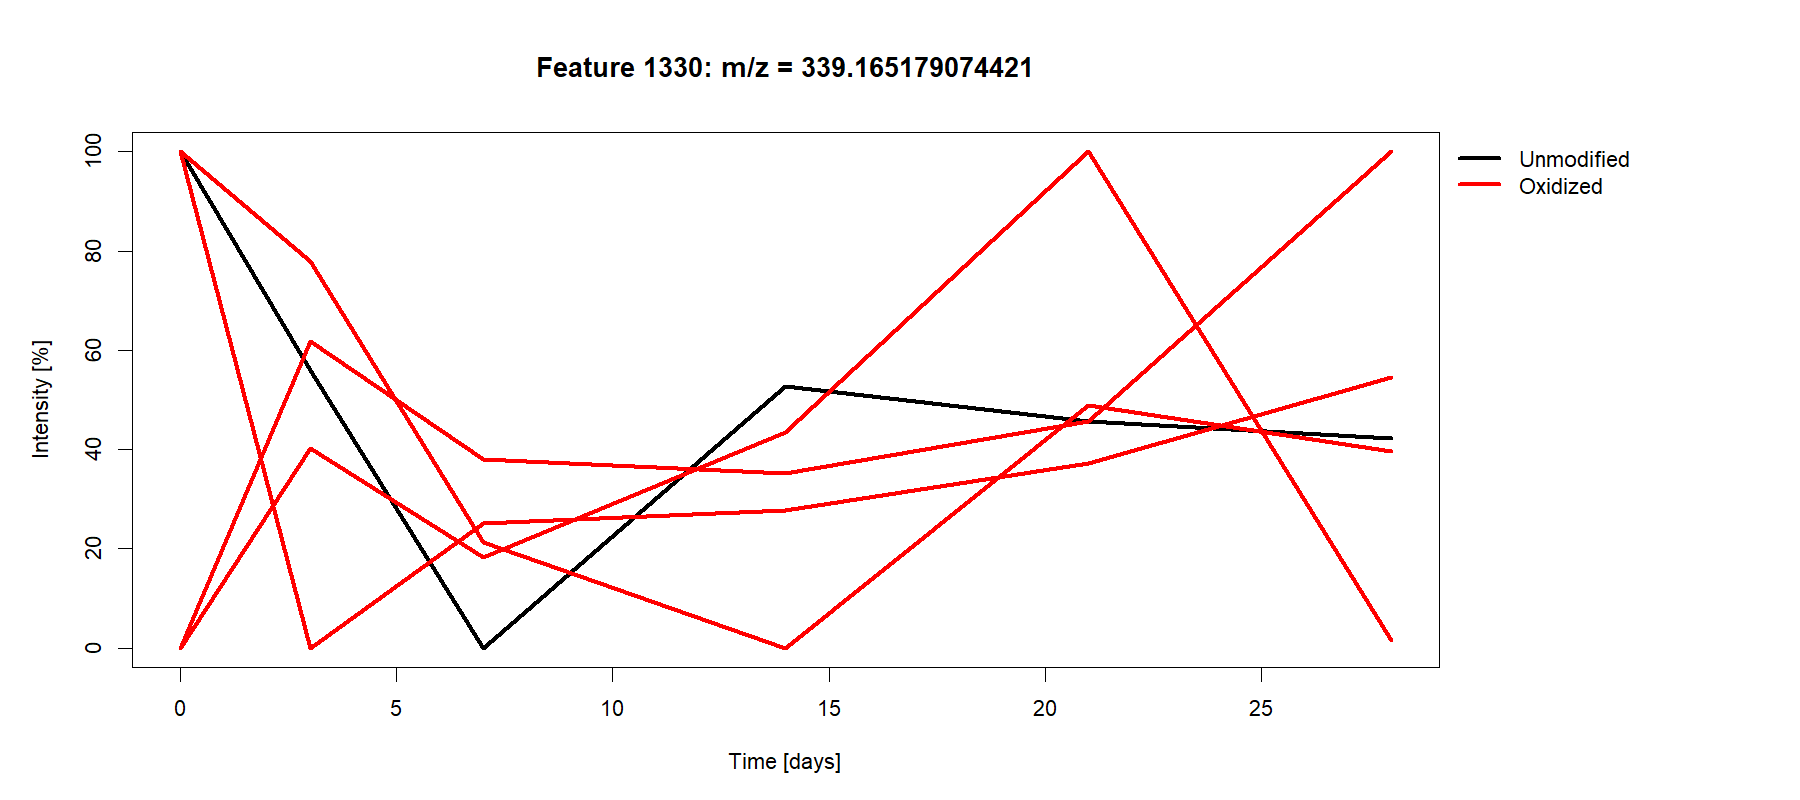 Feature 1330: m/z = 339.165179074421
100
80
60
40
20
0
Intensity [%]
0 5 10 15 20 25
Time [days]
Unmodified
Oxidized